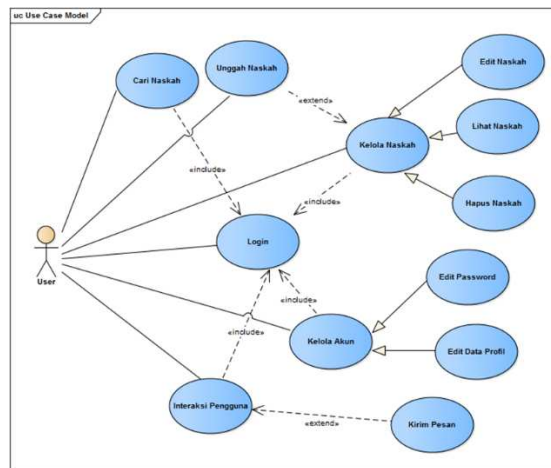 uc Use Case Model
Cari Naskah
Unggah Naskah
Edit Naskah
«extend»
Lihat Naskah
Kelola Naskah
«include»
«include»
Hapus Naskah
Login
User
Edit Password
«include»
«include»
Kelola Akun
Edit Data Profil
Interaksi Pengguna
Kirim Pesan
«extend»